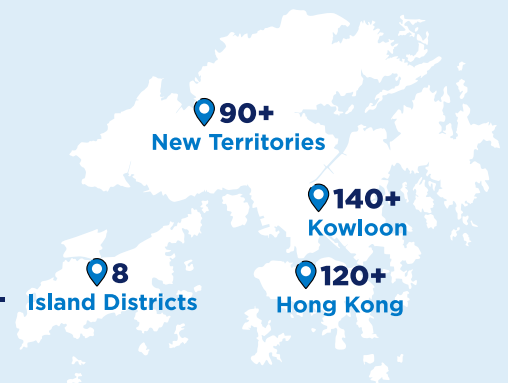 90+
New Territories
140+
Kowloon
8
Island Districts
120+
Hong Kong